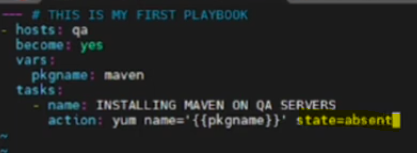 --- # THIS IS MY FIRST PLAYBOOK
- hosts: qa
  become: yes
  vars:
    pkgname: maven
  tasks:
    - name: INSTALLING MAVEN ON QA SERVERS
      action: yum name='{{pkgname}}' state=absent
~
~